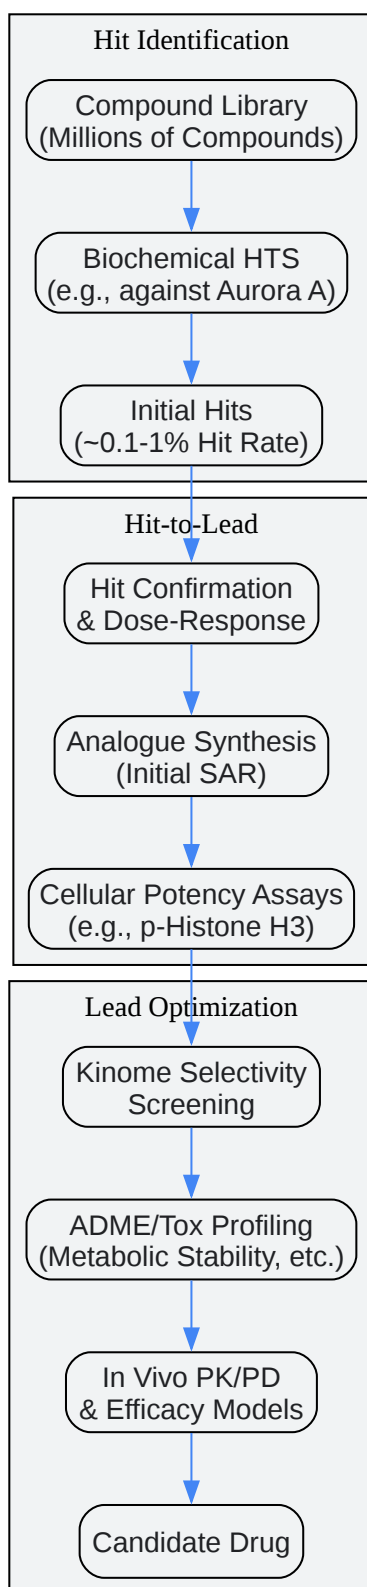 Hit Identification
Compound Library
(Millions of Compounds)
Biochemical HTS
(e.g., against Aurora A)
Initial Hits
(~0.1-1% Hit Rate)
Hit-to-Lead
Hit Confirmation
& Dose-Response
Analogue Synthesis
(Initial SAR)
Cellular Potency Assays
(e.g., p-Histone H3)
Lead Optimization
Kinome Selectivity
Screening
ADME/Tox Profiling
(Metabolic Stability, etc.)
In Vivo PK/PD
& Efficacy Models
Candidate Drug